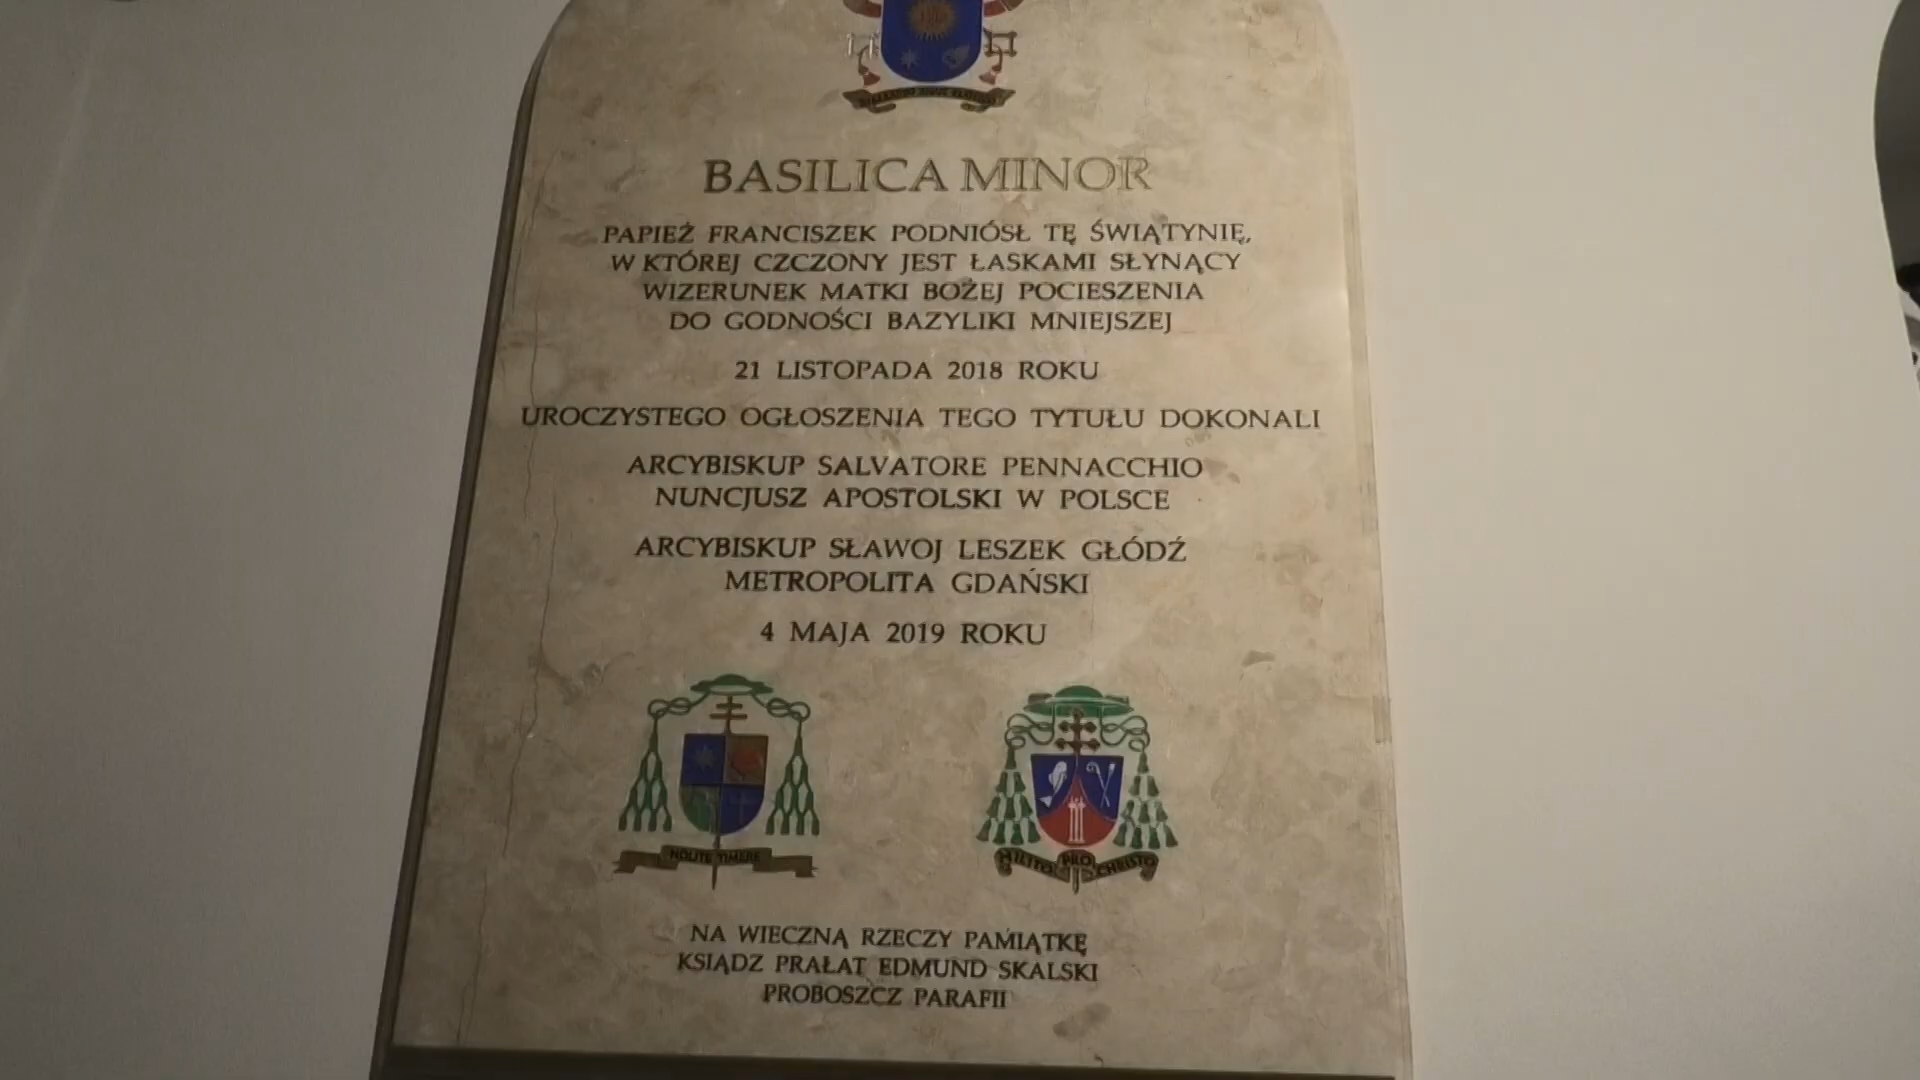 BASILICA MINOR
PAPIEŻ FRANCISZEK PODNIÓSŁ TĘ ŚWIĄTYNIĘ,
W KTÓREJ CZCZONY JEST ŁASKAMI SŁYNĄCY
WIZERUNEK MATKI BOŻEJ POCIESZENIA
DO GODNOŚCI BAZYLIKI MNIEJSZEJ
21 LISTOPADA 2018 ROKU
UROCZYSTEGO OGŁOSZENIA TEGO TYTUŁU DOKONALI
ARCYBISKUP SALVATORE PENNACCHIO
NUNCJUSZ APOSTOLSKI W POLSCE
ARCYBISKUP SŁAWOJ LESZEK GŁÓDŹ
METROPOLITA GDAŃSKI
4 MAJA 2019 ROKU
NOLITE TIMERE
MILITO PRO CHRISTO
NA WIECZNĄ RZECZY PAMIĄTKĘ
KSIĄDZ PRAŁAT EDMUND SKALSKI
PROBOSZCZ PARAFII